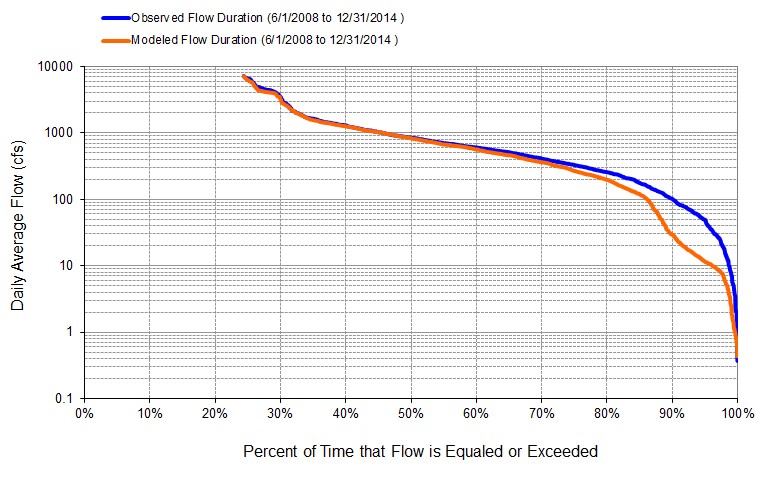 Observed Flow Duration (6/1/2008 to 12/31/2014 )
Modeled Flow Duration (6/1/2008 to 12/31/2014 )
10000
1000
100
10
1
0.1
Daily Average Flow (cfs)
0% 10% 20% 30% 40% 50% 60% 70% 80% 90% 100%
Percent of Time that Flow is Equaled or Exceeded